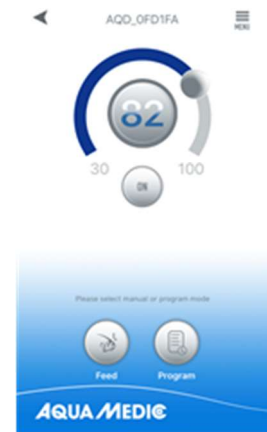 AQD_0FD1FA
MENU
82
30
100
ON
Please select manual or program mode
Feed
Program
AQUA MEDIC